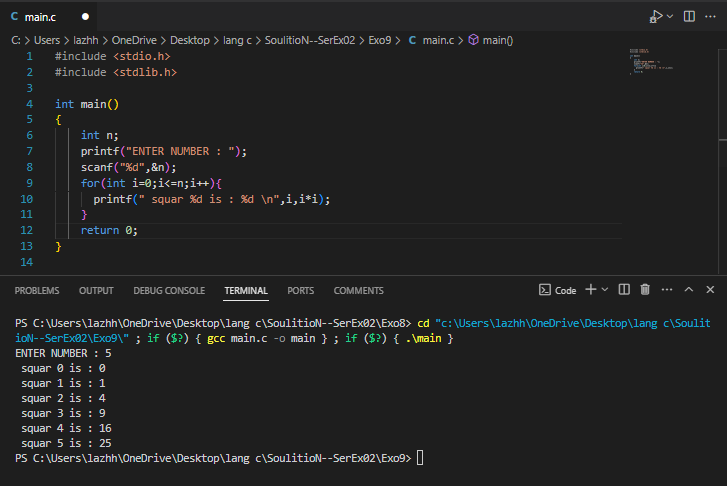 C main.c
C: > Users > lazhh > OneDrive > Desktop > lang c > SoulitioN--SerEx02 > Exo9 > C main.c > main()
1 #include <stdio.h>
2 #include <stdlib.h>
3
4 int main()
5 {
6 int n;
7 printf("ENTER NUMBER : ");
8 scanf("%d",&n);
9 for(int i=0;i<=n;i++){
10 printf(" squar %d is : %d \n",i,i*i);
11 }
12 return 0;
13 }
14
PROBLEMS OUTPUT DEBUG CONSOLE TERMINAL PORTS COMMENTS Code
PS C:\Users\lazhh\OneDrive\Desktop\lang c\SoulitioN--SerEx02\Exo8> cd "c:\Users\lazhh\OneDrive\Desktop\lang c\Soulit
ioN--SerEx02\Exo9\" ; if ($?) { gcc main.c -o main } ; if ($?) { .\main }
ENTER NUMBER : 5
squar 0 is : 0
squar 1 is : 1
squar 2 is : 4
squar 3 is : 9
squar 4 is : 16
squar 5 is : 25
PS C:\Users\lazhh\OneDrive\Desktop\lang c\SoulitioN--SerEx02\Exo9>